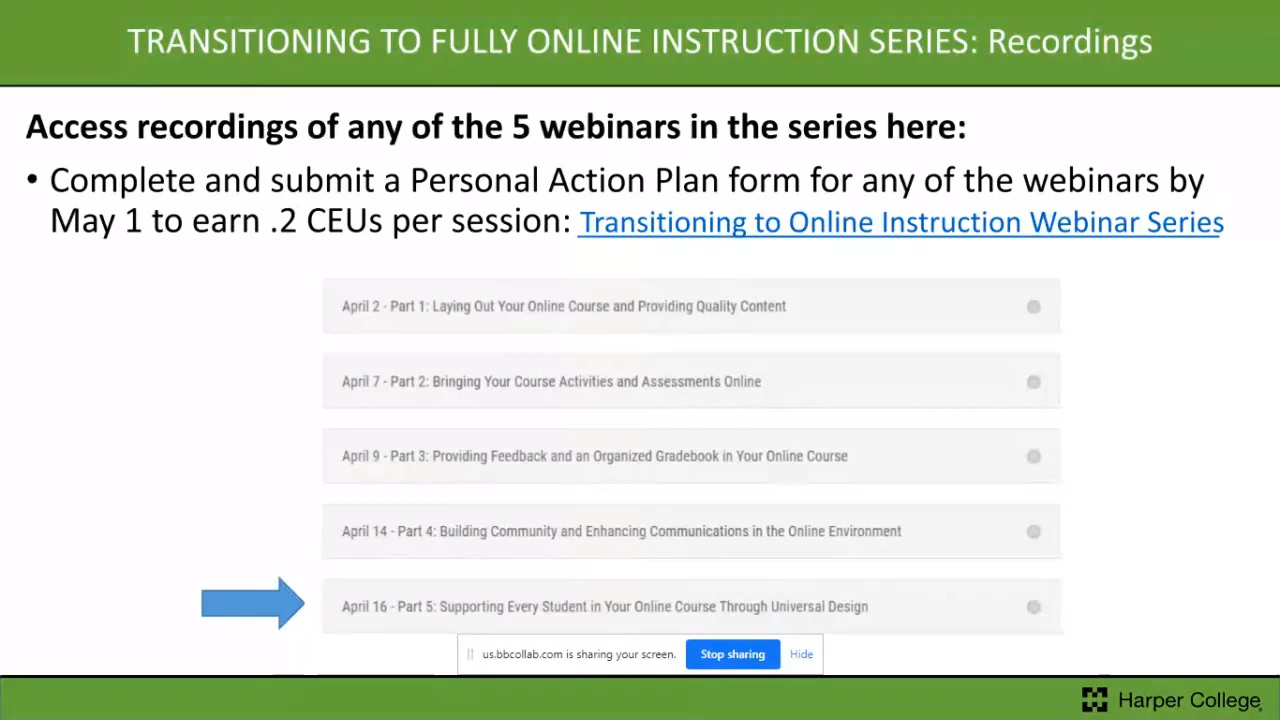 TRANSITIONING TO FULLY ONLINE INSTRUCTION SERIES: Recordings
Access recordings of any of the 5 webinars in the series here:
• Complete and submit a Personal Action Plan form for any of the webinars by
May 1 to earn .2 CEUs per session: Transitioning to Online Instruction Webinar Series
April 2 - Part 1: Laying Out Your Online Course and Providing Quality Content
April 7 - Part 2: Bringing Your Course Activities and Assessments Online
April 9 - Part 3: Providing Feedback and an Organized Gradebook in Your Online Course
April 14 - Part 4: Building Community and Enhancing Communications in the Online Environment
April 16 - Part 5: Supporting Every Student in Your Online Course Through Universal Design
us.bbcollab.com is sharing your screen. Stop sharing Hide
Harper College